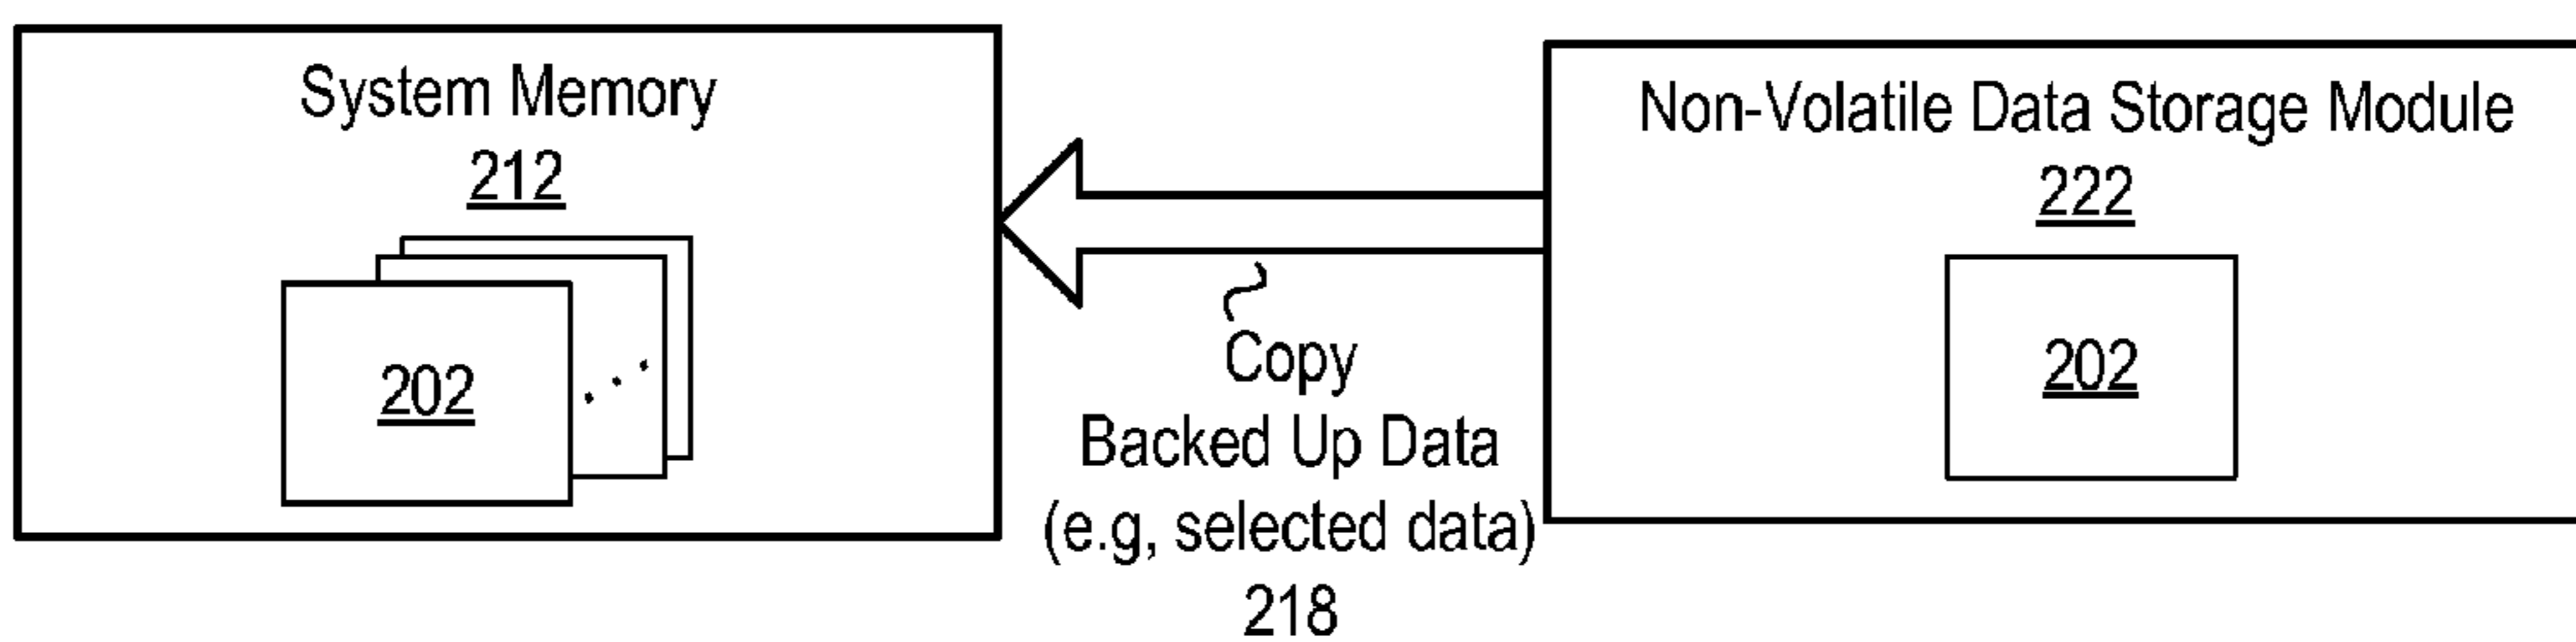 System Memory
212
202
Copy
Backed Up Data
(e.g, selected data)
218
Non-Volatile Data Storage Module
222
202